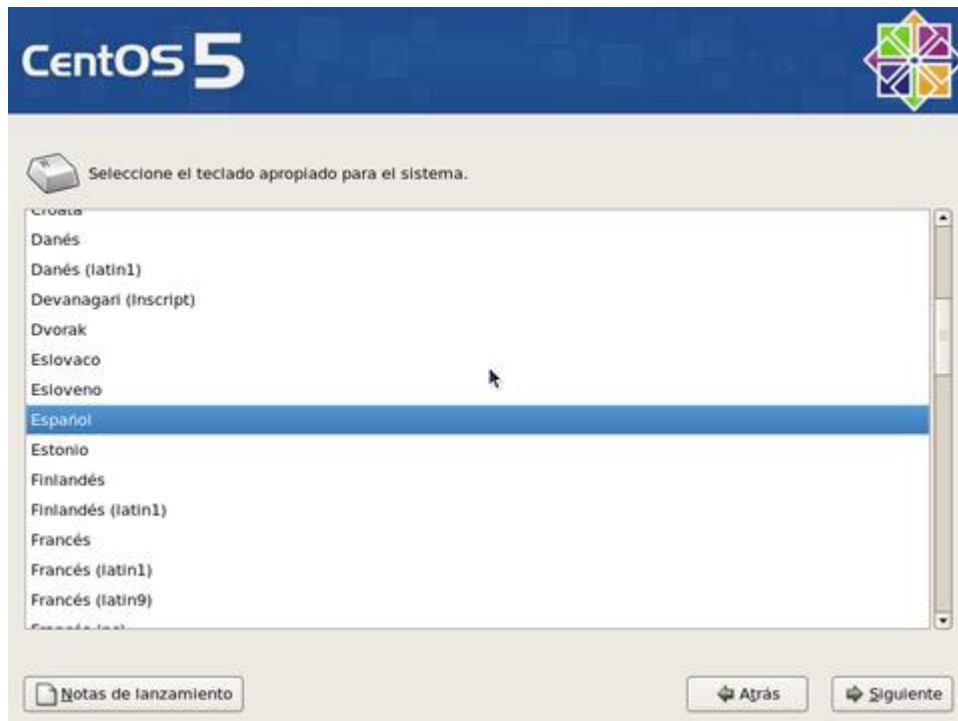 CentOS 5
Seleccione el teclado apropiado para el sistema.
Croata
Danés
Danés (latin1)
Devanagari (Inscript)
Dvorak
Eslovaco
Esloveno
Español
Estonio
Finlandés
Finlandés (latin1)
Francés
Francés (latin1)
Francés (latin9)
Notas de lanzamiento
Atrás
Siguiente